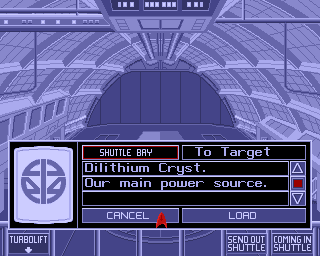 SHUTTLE BAY To Target
Dilithium Cryst.
Our main power source.
CANCEL LOAD
TURBOLIFT SEND OUT SHUTTLE COMING IN SHUTTLE